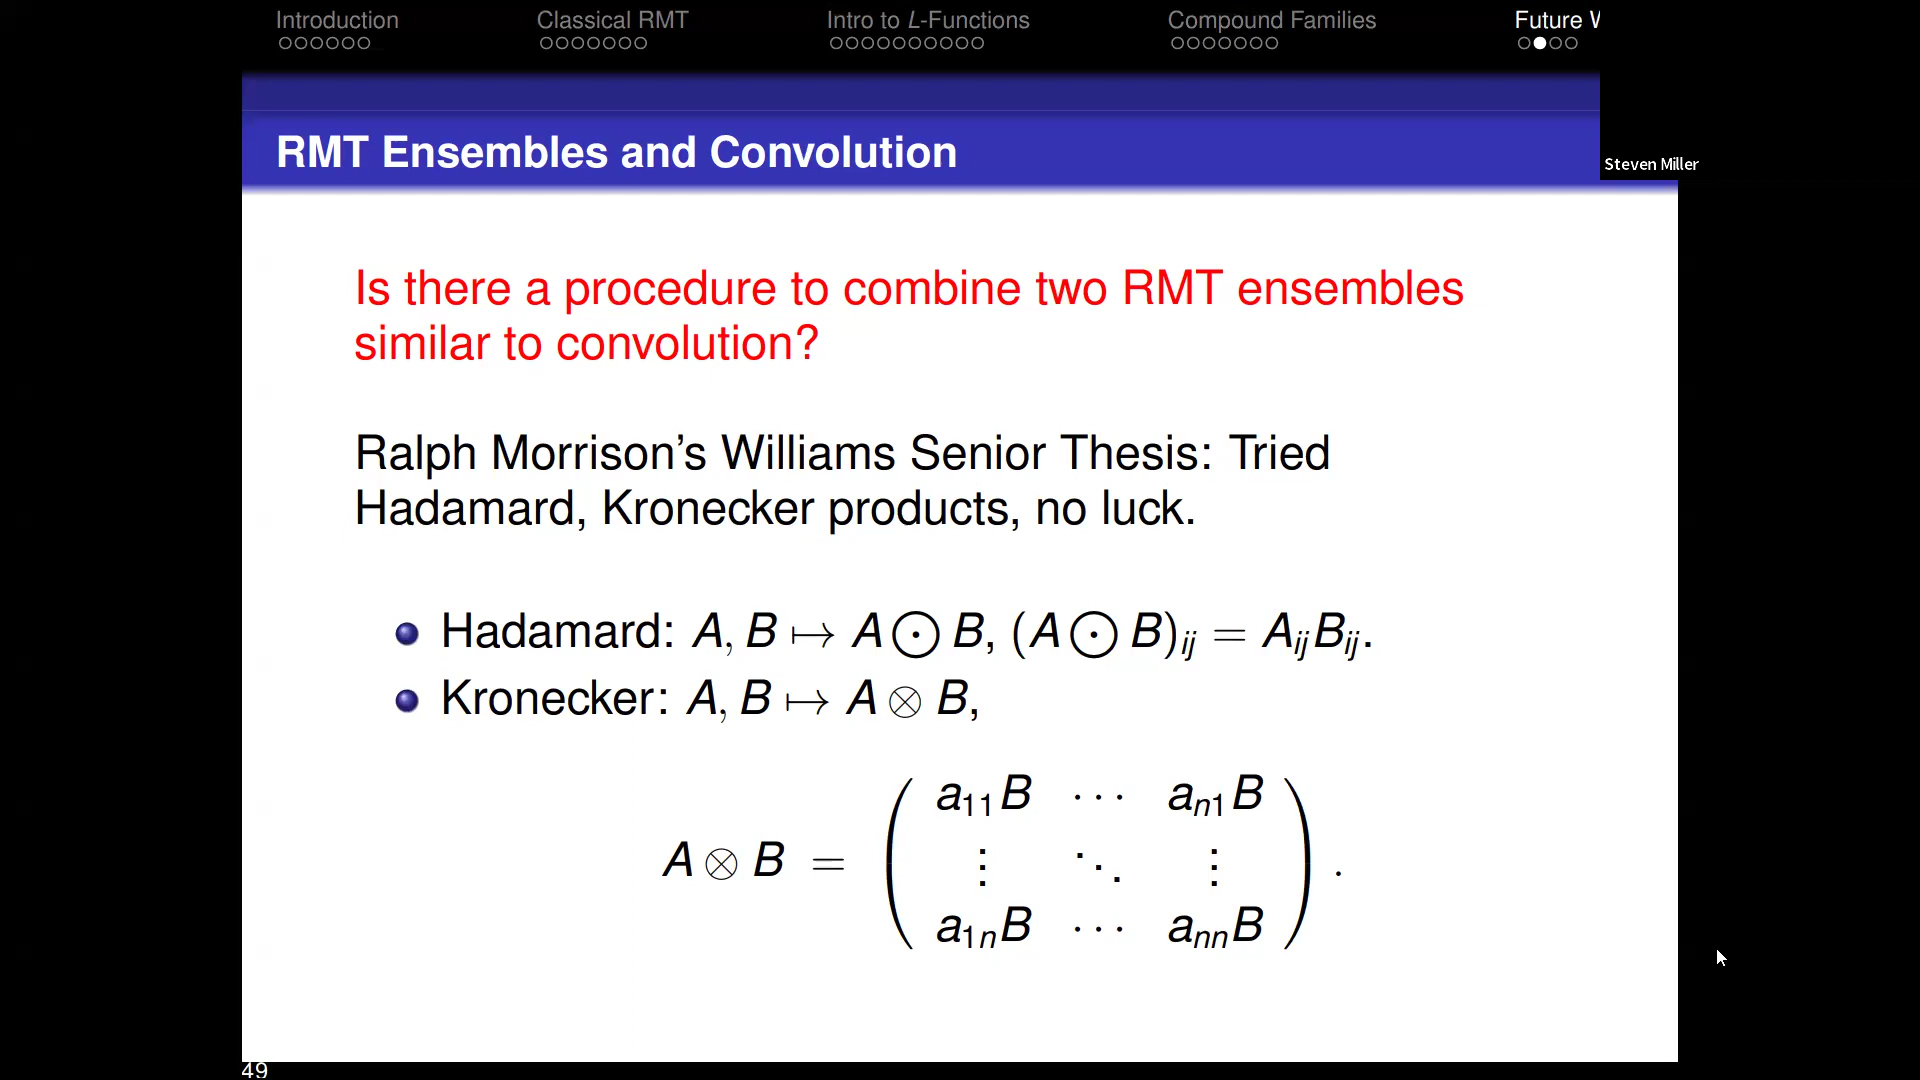 Introduction Classical RMT Intro to L-Functions Compound Families Future W
RMT Ensembles and Convolution
Steven Miller
Is there a procedure to combine two RMT ensembles
similar to convolution?
Ralph Morrison’s Williams Senior Thesis: Tried
Hadamard, Kronecker products, no luck.
Hadamard: A, B ↦ A ⊙ B, (A ⊙ B)ij = AijBij.
Kronecker: A, B ↦ A ⊗ B,
a11B ⋯ an1B
A ⊗ B = ( ⋮ ⋱ ⋮ ) .
a1nB ⋯ annB
49